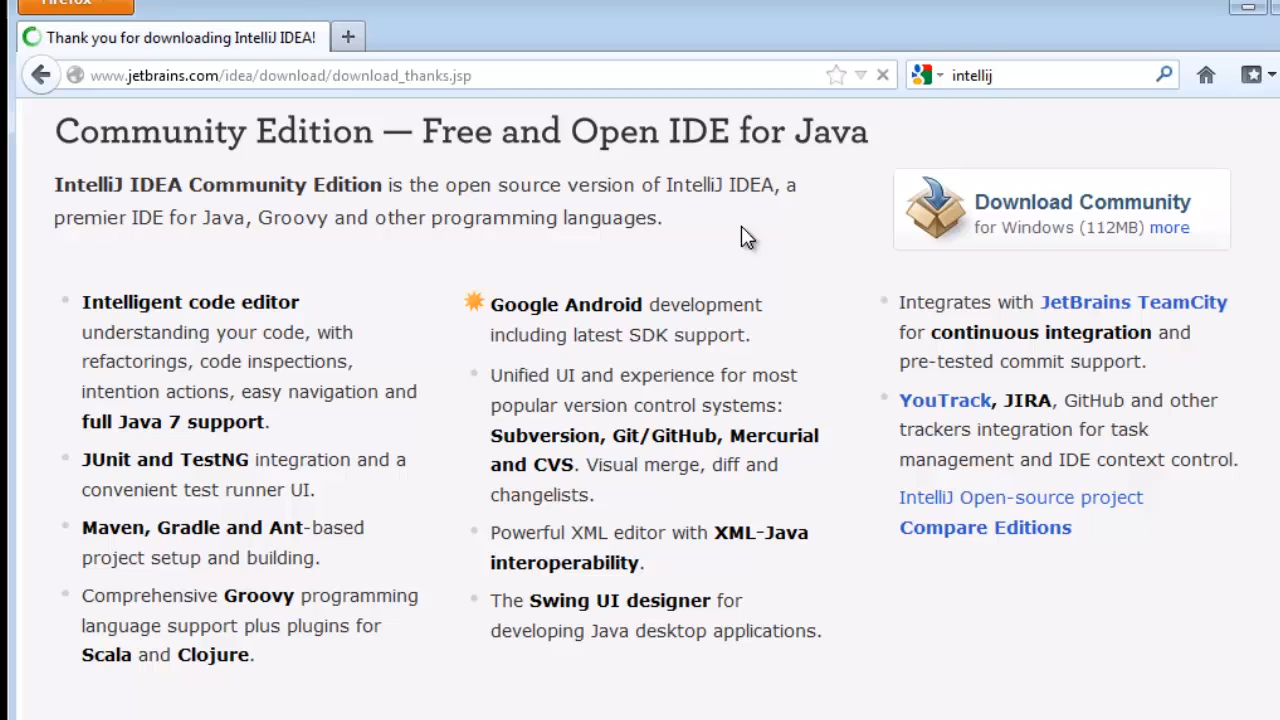 Firefox
Thank you for downloading IntelliJ IDEA!
www.jetbrains.com/idea/download/download_thanks.jsp
intellij
Community Edition — Free and Open IDE for Java
IntelliJ IDEA Community Edition is the open source version of IntelliJ IDEA, a
premier IDE for Java, Groovy and other programming languages.
Download Community
for Windows (112MB) more
Intelligent code editor
understanding your code, with
refactorings, code inspections,
intention actions, easy navigation and
full Java 7 support.
JUnit and TestNG integration and a
convenient test runner UI.
Maven, Gradle and Ant-based
project setup and building.
Comprehensive Groovy programming
language support plus plugins for
Scala and Clojure.
Google Android development
including latest SDK support.
Unified UI and experience for most
popular version control systems:
Subversion, Git/GitHub, Mercurial
and CVS. Visual merge, diff and
changelists.
Powerful XML editor with XML-Java
interoperability.
The Swing UI designer for
developing Java desktop applications.
Integrates with JetBrains TeamCity
for continuous integration and
pre-tested commit support.
YouTrack, JIRA, GitHub and other
trackers integration for task
management and IDE context control.
IntelliJ Open-source project
Compare Editions